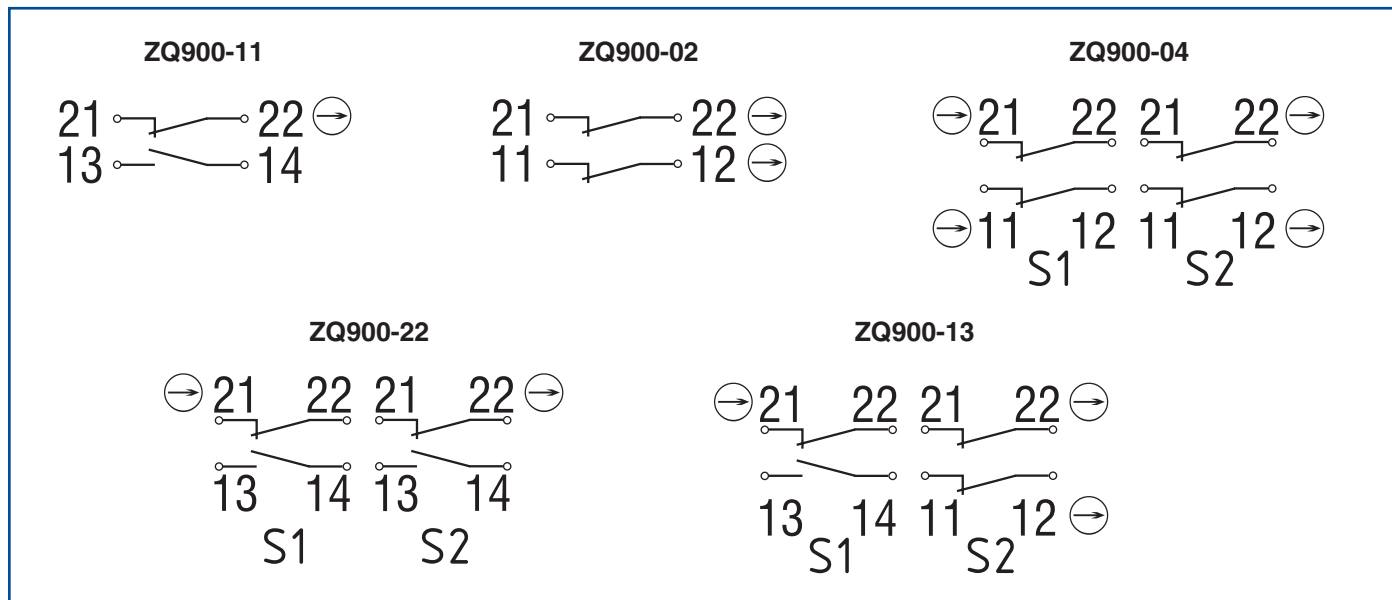 ZQ900-11
21 22
13 14
ZQ900-02
21 22
11 12
ZQ900-04
21 22 21 22
11 12 11 12
S1 S2
ZQ900-22
21 22 21 22
13 14 13 14
S1 S2
ZQ900-13
21 22 21 22
13 14 11 12
S1 S2